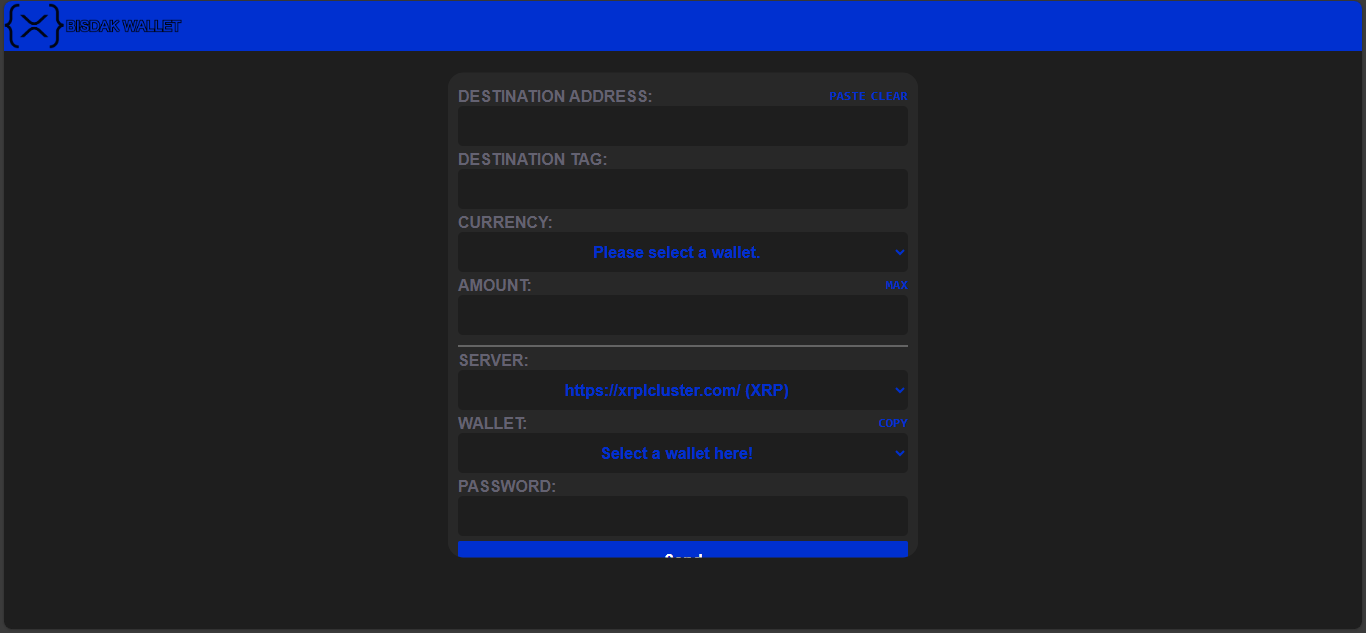 BISDAK WALLET
DESTINATION ADDRESS: PASTE CLEAR
DESTINATION TAG:
CURRENCY:
Please select a wallet.
AMOUNT: MAX
SERVER:
https://xrplcluster.com/ (XRP)
WALLET: COPY
Select a wallet here!
PASSWORD:
Send